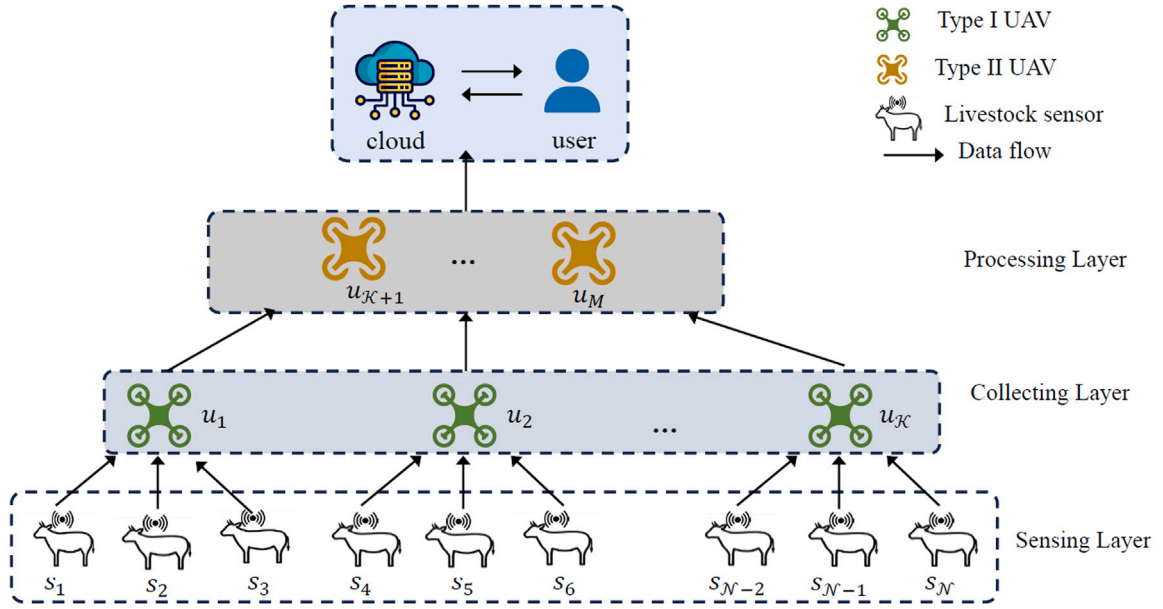 Type I UAV
Type II UAV
Livestock sensor
Data flow
cloud user
u𝒦+1 ... uM
Processing Layer
u1 u2 ... u𝒦
Collecting Layer
s1 s2 s3 s4 s5 s6 s𝒩−2 s𝒩−1 s𝒩
Sensing Layer